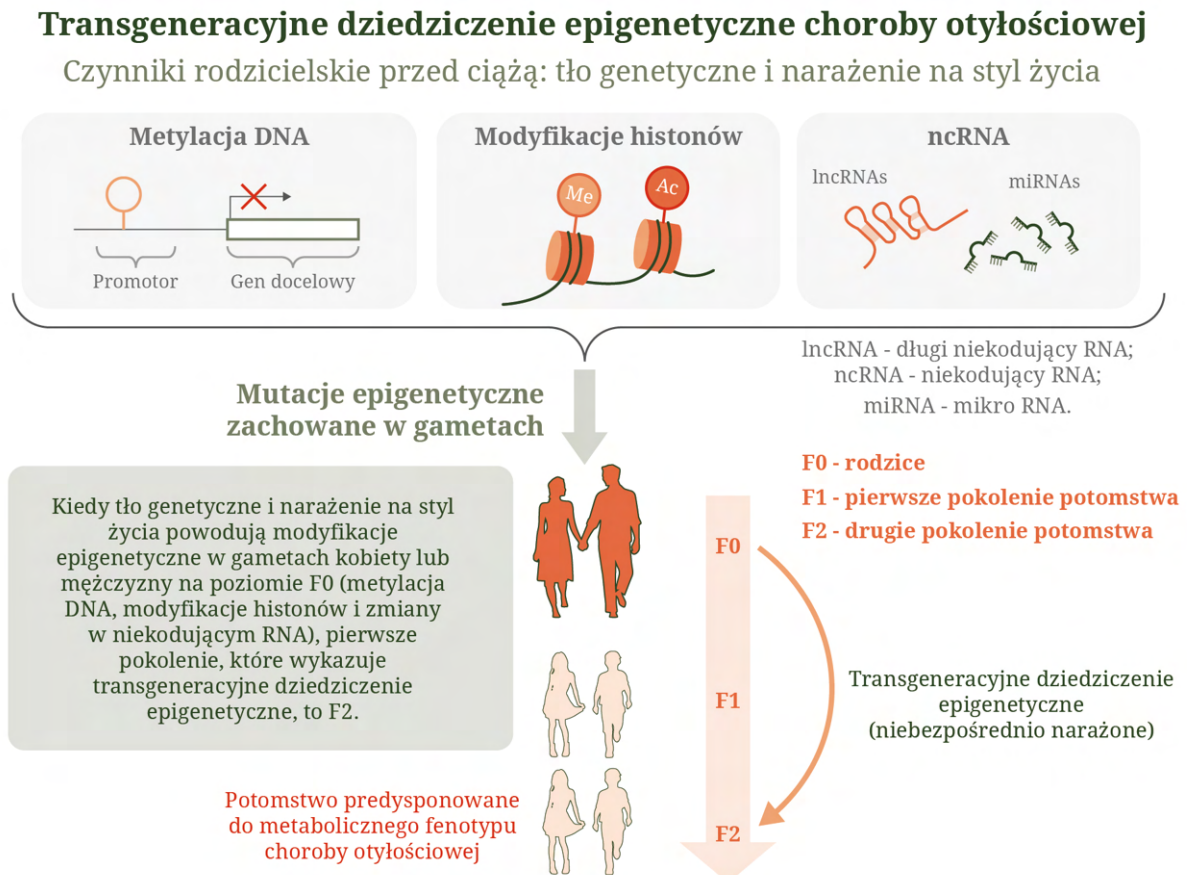 Transgeneracyjne dziedziczenie epigenetyczne choroby otyłościowej
Czynniki rodzicielskie przed ciążą: tło genetyczne i narażenie na styl życia
Metylacja DNA
Promotor
Gen docelowy
Modyfikacje histonów
Me
Ac
ncRNA
lncRNAs
miRNAs
lncRNA - długi niekodujący RNA;
ncRNA - niekodujący RNA;
miRNA - mikro RNA.
Mutacje epigenetyczne
zachowane w gametach
F0 - rodzice
F1 - pierwsze pokolenie potomstwa
F2 - drugie pokolenie potomstwa
Kiedy tło genetyczne i narażenie na styl
życia powodują modyfikacje
epigenetyczne w gametach kobiety lub
mężczyzny na poziomie F0 (metylacja
DNA, modyfikacje histonów i zmiany
w niekodującym RNA), pierwsze
pokolenie, które wykazuje
transgeneracyjne dziedziczenie
epigenetyczne, to F2.
F0
F1
F2
Transgeneracyjne dziedziczenie
epigenetyczne
(niebezpośrednio narażone)
Potomstwo predysponowane
do metabolicznego fenotypu
choroby otyłościowej